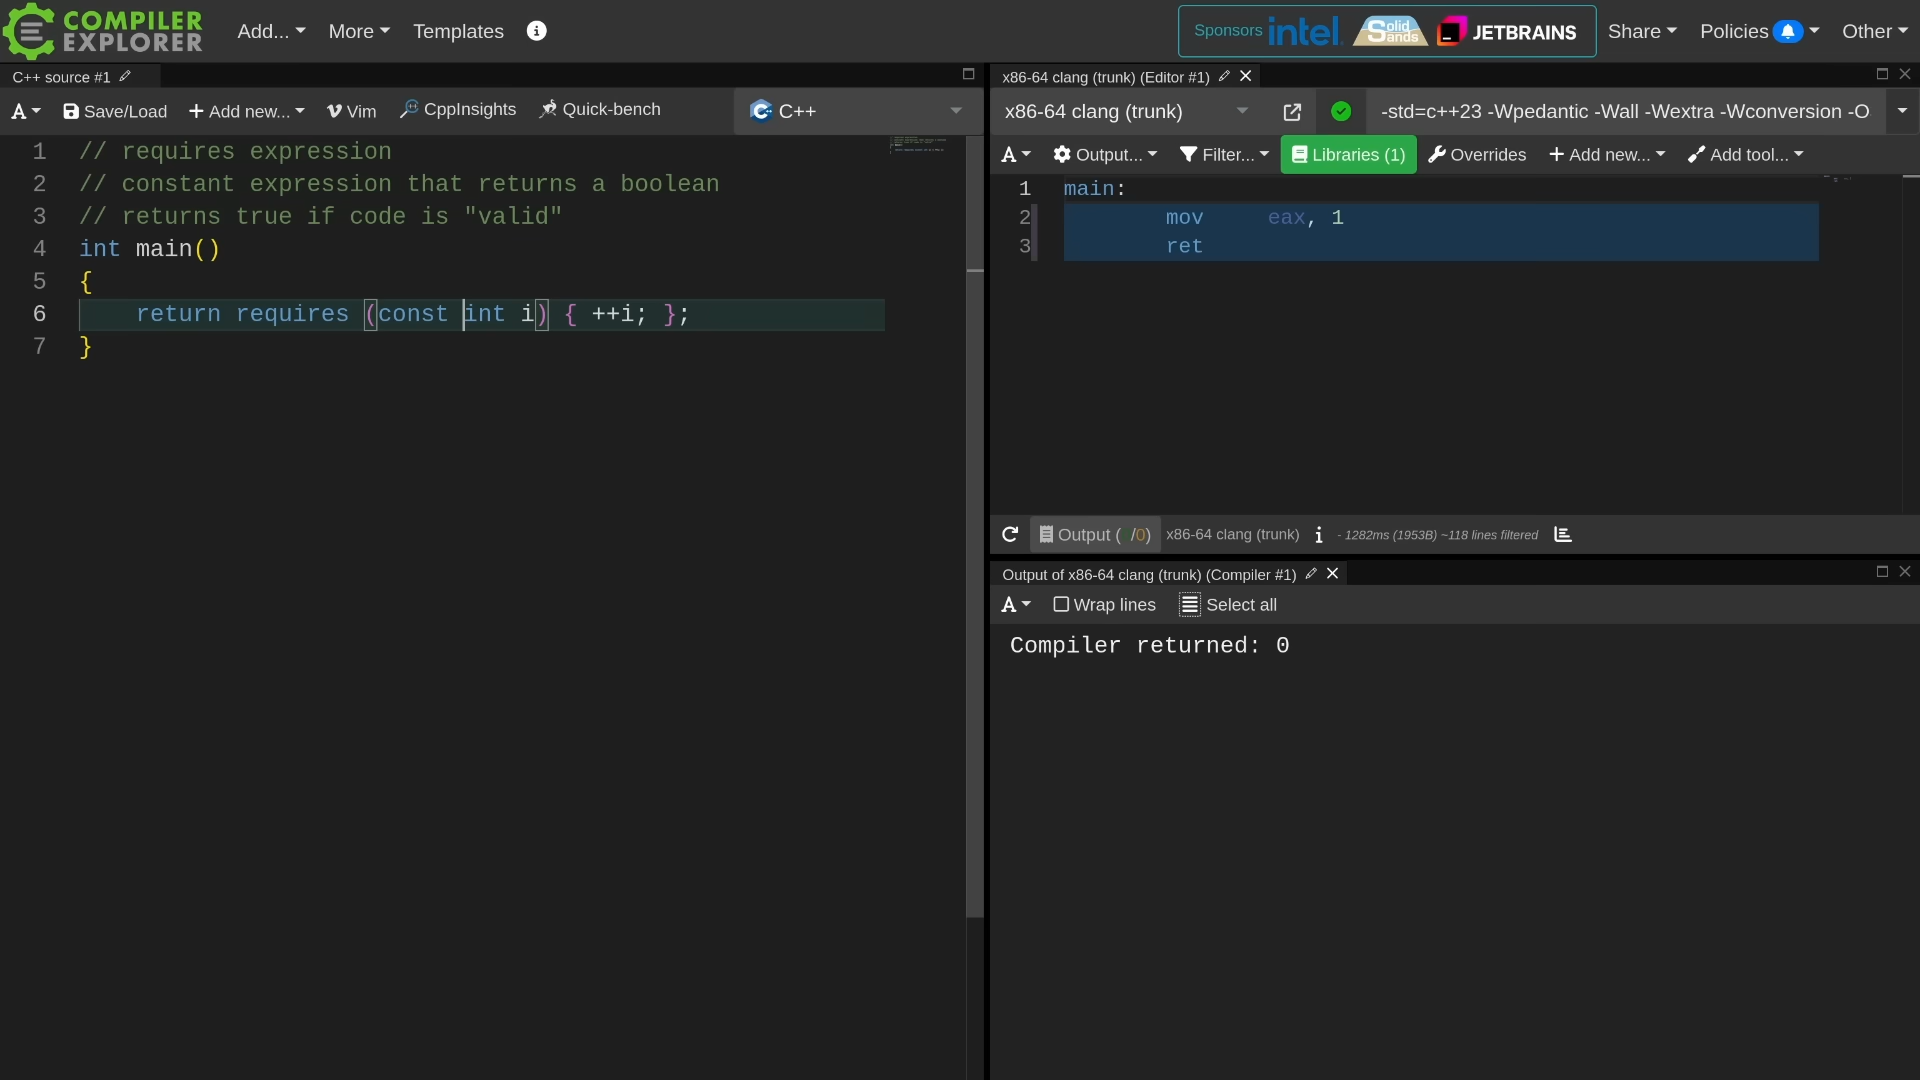 COMPILER
EXPLORER
Add...
More
Templates
Sponsors
intel.
Solid
Sands
JETBRAINS
Share
Policies
Other
C++ source #1
Save/Load
Add new...
Vim
CppInsights
Quick-bench
C++
1 // requires expression
2 // constant expression that returns a boolean
3 // returns true if code is "valid"
4 int main()
5 {
6     return requires (const int i) { ++i; };
7 }
x86-64 clang (trunk) (Editor #1)
x86-64 clang (trunk)
-std=c++23 -Wpedantic -Wall -Wextra -Wconversion -O
A
Output...
Filter...
Libraries (1)
Overrides
Add new...
Add tool...
1 main:
2         mov     eax, 1
3         ret
Output ( /0)
x86-64 clang (trunk)
- 1282ms (1953B) ~118 lines filtered
Output of x86-64 clang (trunk) (Compiler #1)
A
Wrap lines
Select all
Compiler returned: 0